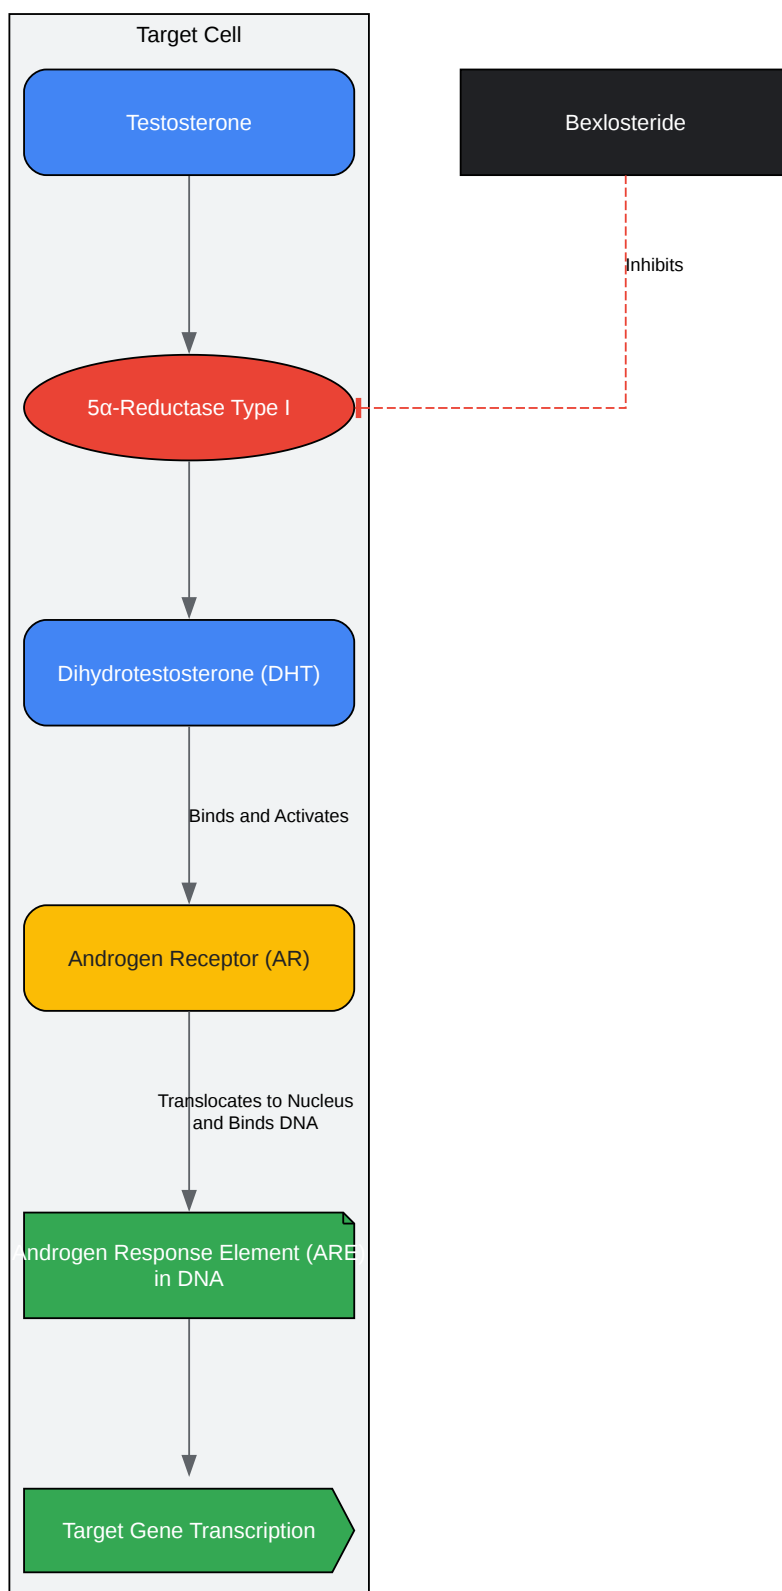 Target Cell
Testosterone
Bexlosteride
Inhibits
5α-Reductase Type I
Dihydrotestosterone (DHT)
Binds and Activates
Androgen Receptor (AR)
Translocates to Nucleus
and Binds DNA
Androgen Response Element (ARE)
in DNA
Target Gene Transcription